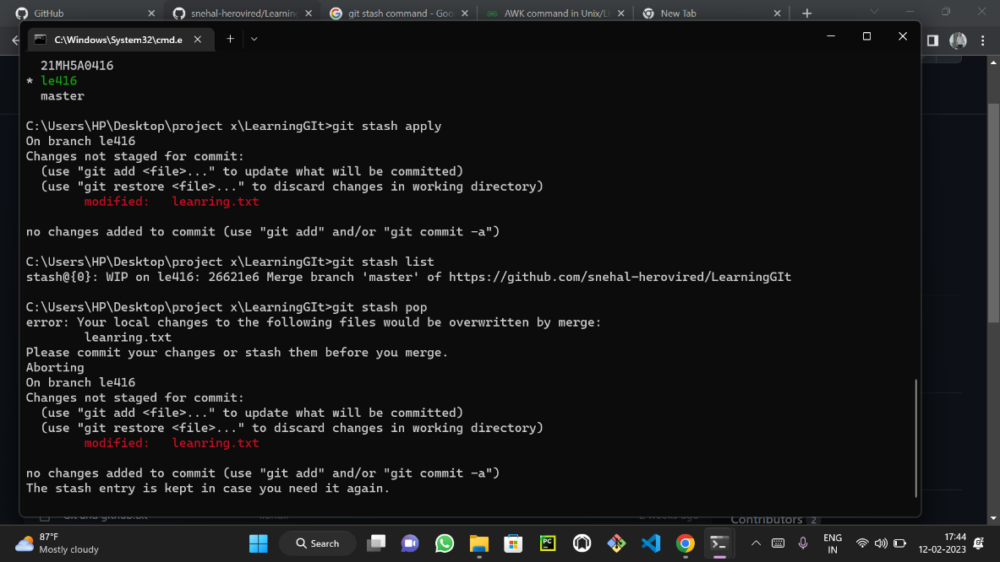 GitHub
snehal-herovired/Learnin
git stash command - Goo
AWK command in Unix/Li
New Tab
C:\Windows\System32\cmd.e
21MH5A0416
* le416
master
C:\Users\HP\Desktop\project x\LearningGIt>git stash apply
On branch le416
Changes not staged for commit:
(use "git add <file>..." to update what will be committed)
(use "git restore <file>..." to discard changes in working directory)
modified: leanring.txt
no changes added to commit (use "git add" and/or "git commit -a")
C:\Users\HP\Desktop\project x\LearningGIt>git stash list
stash@{0}: WIP on le416: 26621e6 Merge branch 'master' of https://github.com/snehal-herovired/LearningGIt
C:\Users\HP\Desktop\project x\LearningGIt>git stash pop
error: Your local changes to the following files would be overwritten by merge:
leanring.txt
Please commit your changes or stash them before you merge.
Aborting
On branch le416
Changes not staged for commit:
(use "git add <file>..." to update what will be committed)
(use "git restore <file>..." to discard changes in working directory)
modified: leanring.txt
no changes added to commit (use "git add" and/or "git commit -a")
The stash entry is kept in case you need it again.
Contributors 2
87°F
Mostly cloudy
Search
PC
ENG
IN
17:44
12-02-2023